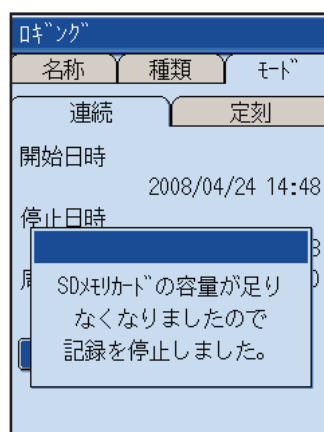 ロギング
名称 種類 モード
連続 定刻
開始日時
2008/04/24 14:48
停止日時
SDメモリカードの容量が足り
なくなりましたので
記録を停止しました。